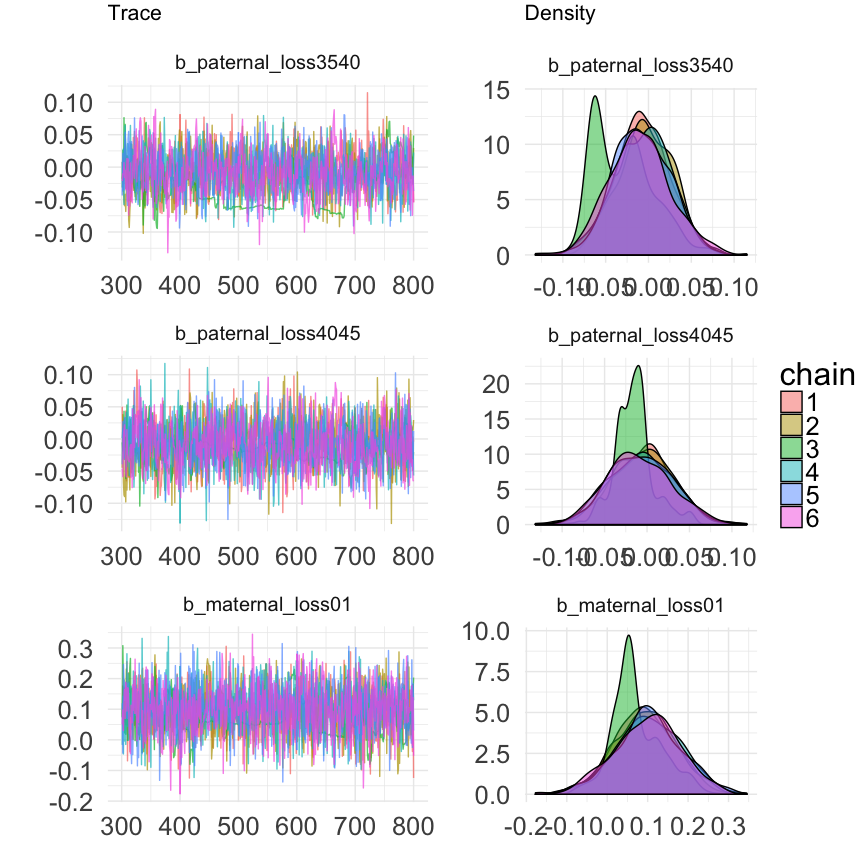 Trace
Density
b_paternal_loss3540
b_paternal_loss3540
0.10
0.05
0.00
-0.05
-0.10
300 400 500 600 700 800
15
10
5
0
-0.10 -0.05 0.00 0.05 0.10
b_paternal_loss4045
b_paternal_loss4045
0.10
0.05
0.00
-0.05
-0.10
300 400 500 600 700 800
20
15
10
5
0
-0.10 -0.05 0.00 0.05 0.10
chain
1
2
3
4
5
6
b_maternal_loss01
b_maternal_loss01
0.3
0.2
0.1
0.0
-0.1
-0.2
300 400 500 600 700 800
10.0
7.5
5.0
2.5
0.0
-0.2 -0.1 0.0 0.1 0.2 0.3